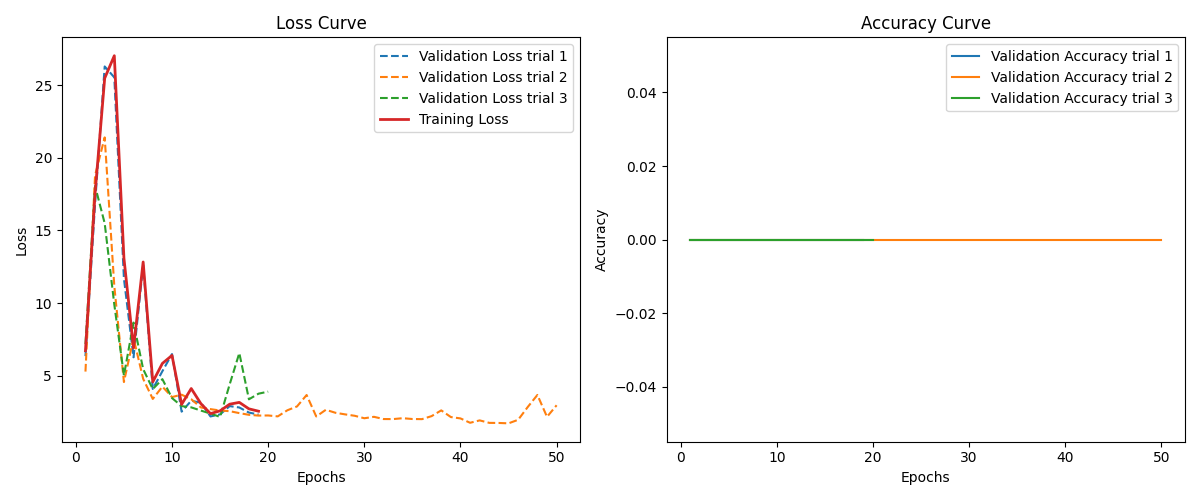 Loss Curve
Validation Loss trial 1
Validation Loss trial 2
Validation Loss trial 3
Training Loss
25
20
15
10
5
Loss
0
10
20
30
40
50
Epochs
Accuracy Curve
Validation Accuracy trial 1
Validation Accuracy trial 2
Validation Accuracy trial 3
0.04
0.02
0.00
−0.02
−0.04
Accuracy
0
10
20
30
40
50
Epochs